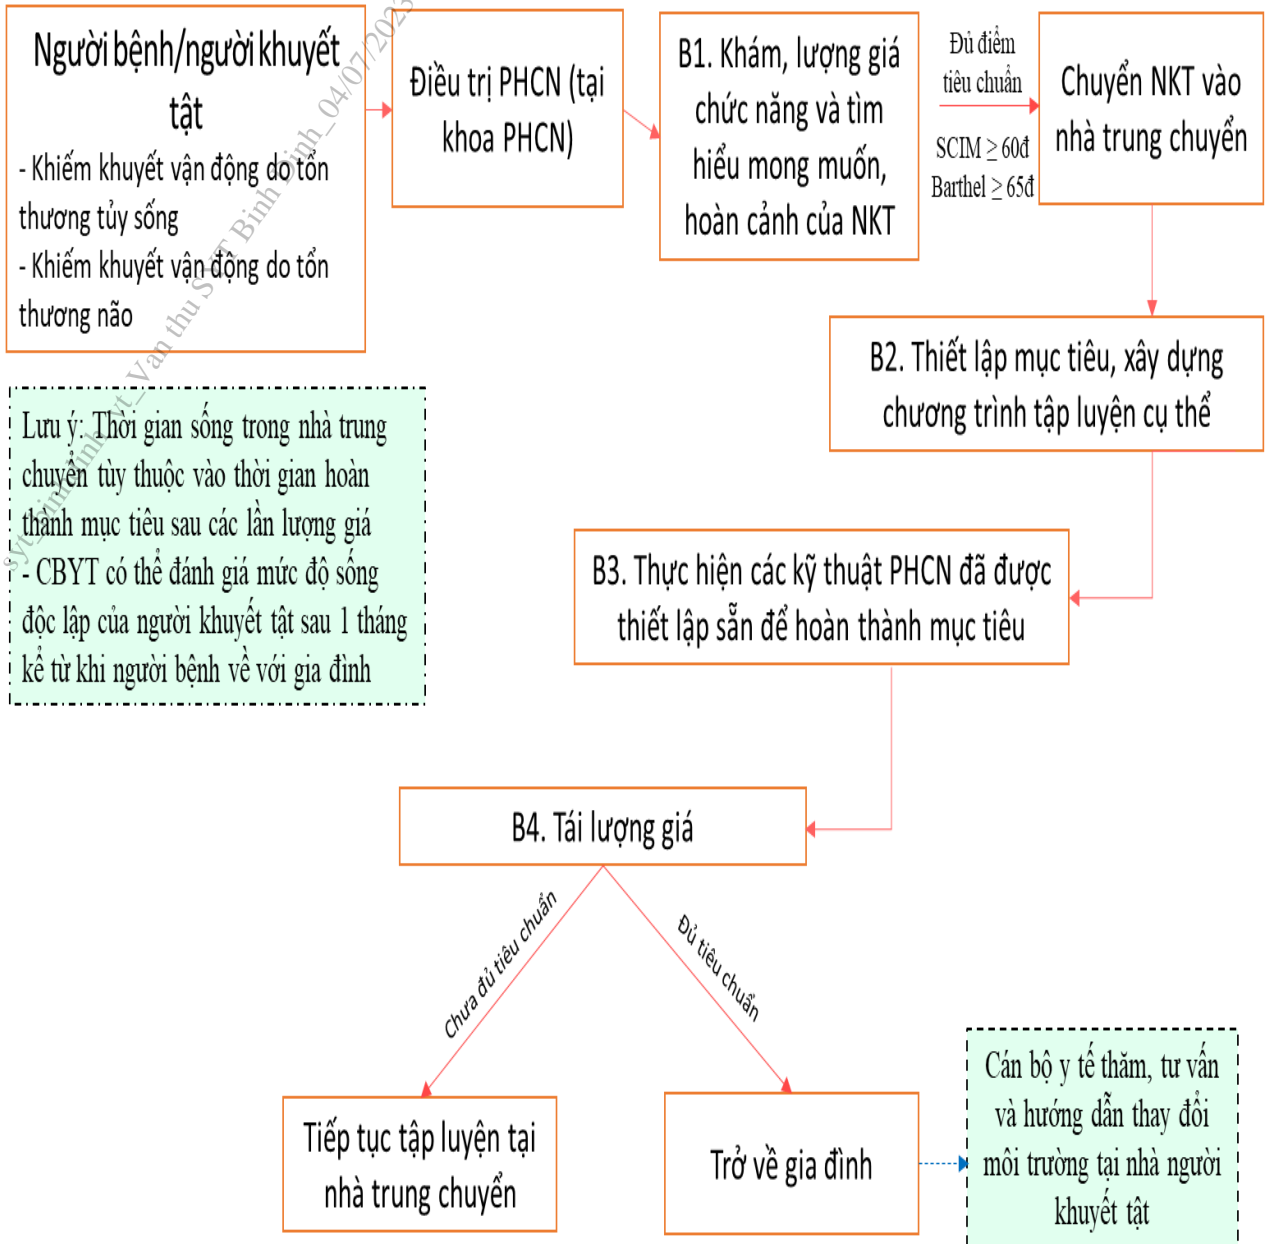 Người bệnh/người khuyết
tật
- Khiếm khuyết vận động do tổn
thương tủy sống
- Khiếm khuyết vận động do tổn
thương não
Điều trị PHCN (tại
khoa PHCN)
B1. Khám, lượng giá
chức năng và tìm
hiểu mong muốn,
hoàn cảnh của NKT
Đủ điểm
tiêu chuẩn
SCIM ≥ 60đ
Barthel ≥ 65đ
Chuyển NKT vào
nhà trung chuyển
B2. Thiết lập mục tiêu, xây dựng
chương trình tập luyện cụ thể
Lưu ý: Thời gian sống trong nhà trung
chuyển tùy thuộc vào thời gian hoàn
thành mục tiêu sau các lần lượng giá
- CBYT có thể đánh giá mức độ sống
độc lập của người khuyết tật sau 1 tháng
kể từ khi người bệnh về với gia đình
B3. Thực hiện các kỹ thuật PHCN đã được
thiết lập sẵn để hoàn thành mục tiêu
B4. Tái lượng giá
Chưa đủ tiêu chuẩn
Đủ tiêu chuẩn
Tiếp tục tập luyện tại
nhà trung chuyển
Trở về gia đình
Cán bộ y tế thăm, tư vấn
và hướng dẫn thay đổi
môi trường tại nhà người
khuyết tật
thu SYT Binh Dinh_04/07/2023